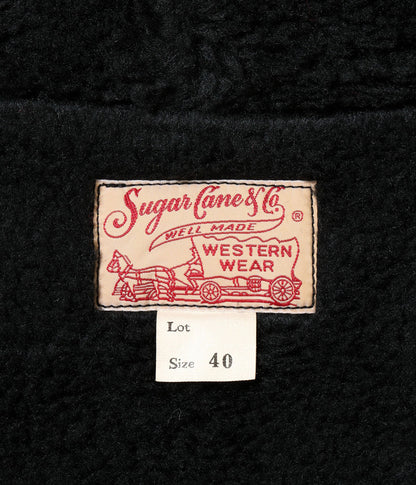 Sugar Cane & Co. ®
WELL MADE
WESTERN
WEAR
Lot
Size 40